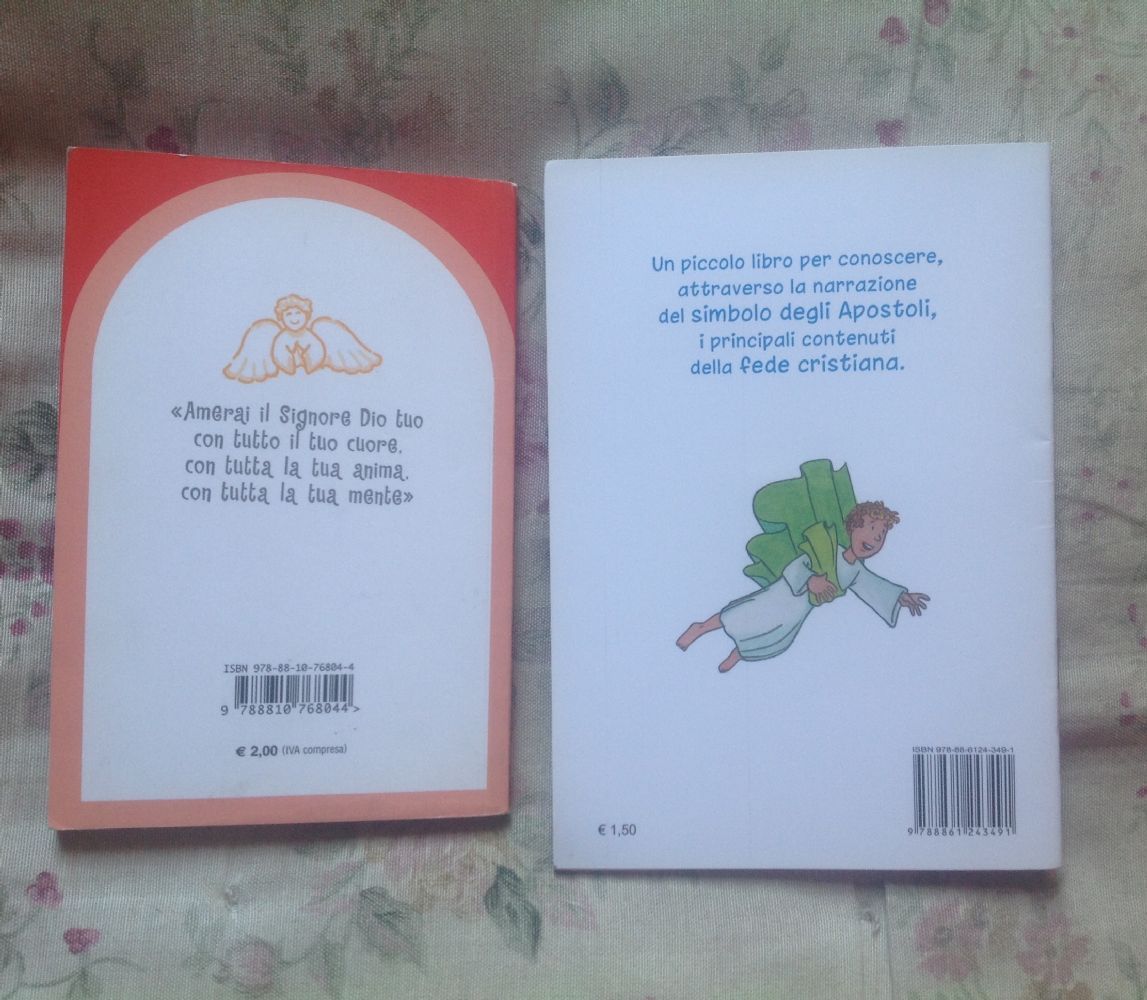 «Amerai il Signore Dio tuo
con tutto il tuo cuore,
con tutta la tua anima,
con tutta la tua mente»
ISBN 978-88-10-76804-4
9 788810 768044 >
€ 2,00 (IVA compresa)
Un piccolo libro per conoscere,
attraverso la narrazione
del simbolo degli Apostoli,
i principali contenuti
della fede cristiana.
ISBN 978-88-6124-349-1
9 788861 243491
€ 1,50